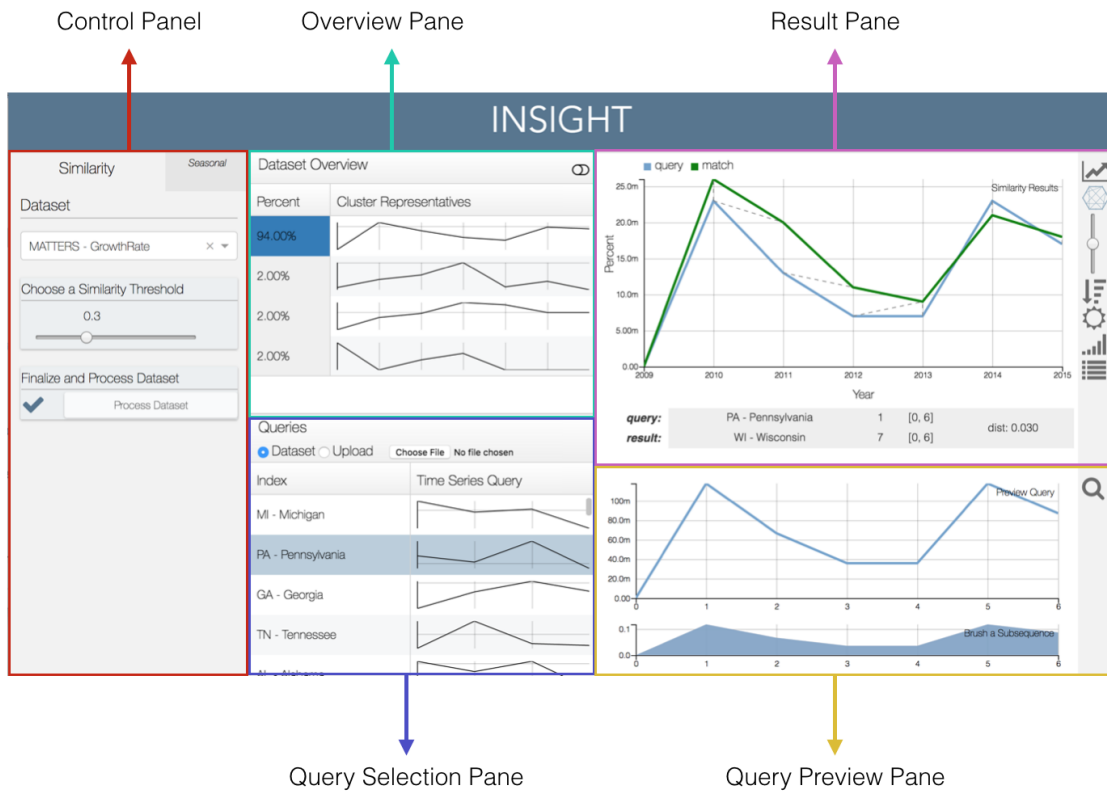 Control Panel
Overview Pane
Result Pane
INSIGHT
Similarity
Seasonal
Dataset
MATTERS - GrowthRate
Choose a Similarity Threshold
0.3
Finalize and Process Dataset
Process Dataset
Dataset Overview
Percent
Cluster Representatives
94.00%
2.00%
2.00%
2.00%
Queries
Dataset
Upload
Choose File
No file chosen
Index
Time Series Query
MI - Michigan
PA - Pennsylvania
GA - Georgia
TN - Tennessee
AL - Alabama
query
match
Similarity Results
Percent
25.0m
20.0m
15.0m
10.0m
5.00m
0.00
2009
2010
2011
2012
2013
2014
2015
Year
query:
PA - Pennsylvania
1
[0, 6]
result:
WI - Wisconsin
7
[0, 6]
dist: 0.030
Preview Query
100m
80.0m
60.0m
40.0m
20.0m
0.00
0
1
2
3
4
5
6
Brush a Subsequence
0.1
0.0
0
1
2
3
4
5
6
Query Selection Pane
Query Preview Pane